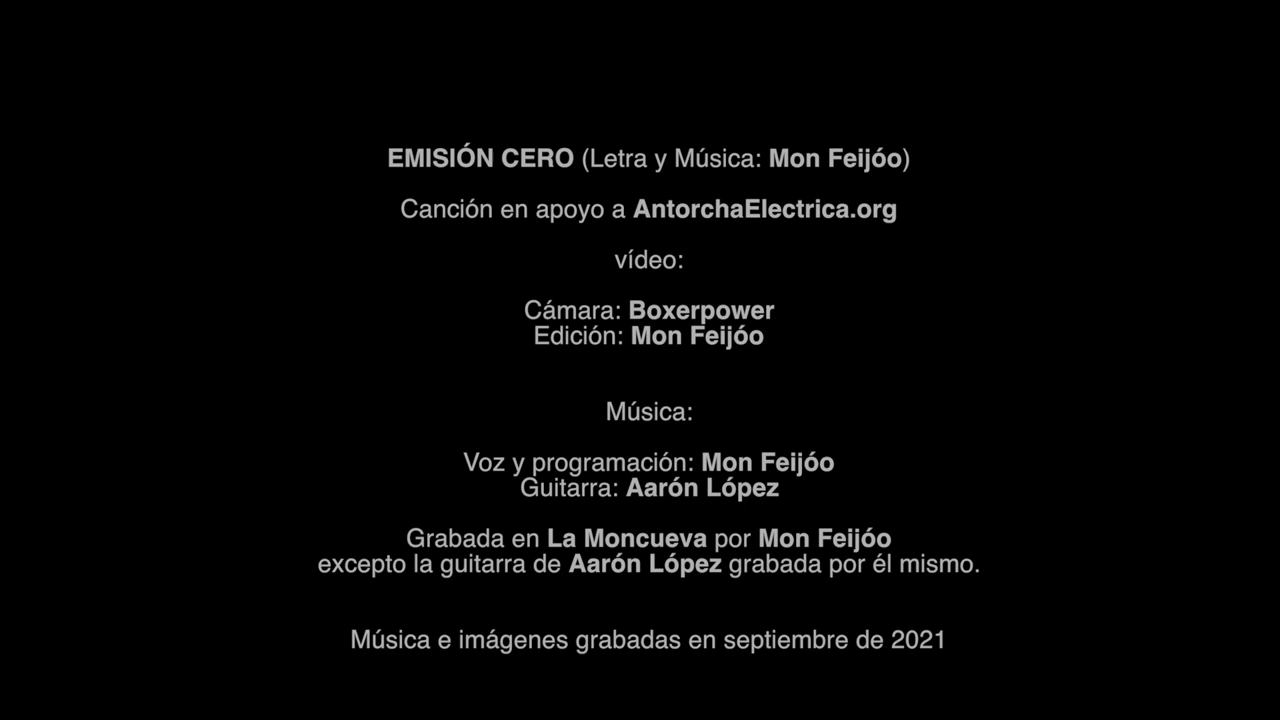 EMISIÓN CERO (Letra y Música: Mon Feijóo)
Canción en apoyo a AntorchaElectrica.org
vídeo:
Cámara: Boxerpower
Edición: Mon Feijóo
Música:
Voz y programación: Mon Feijóo
Guitarra: Aarón López
Grabada en La Moncueva por Mon Feijóo
excepto la guitarra de Aarón López grabada por él mismo.
Música e imágenes grabadas en septiembre de 2021